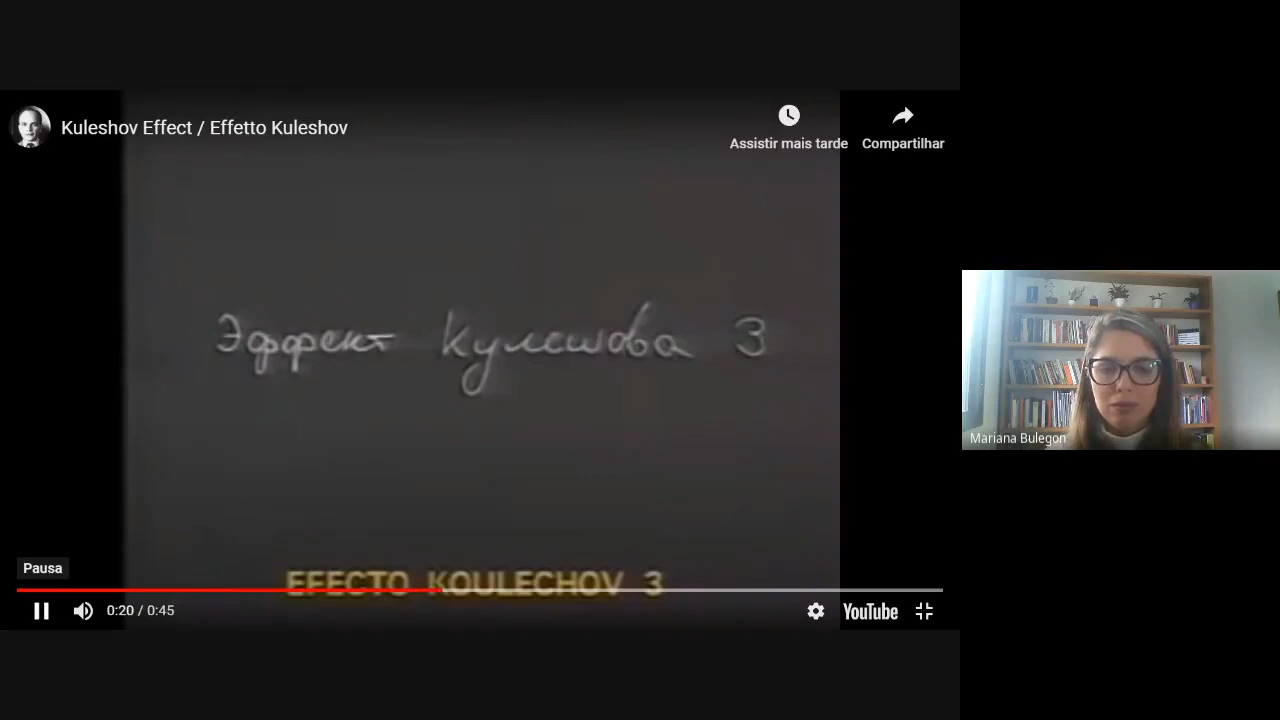 Kuleshov Effect / Effetto Kuleshov
Assistir mais tarde
Compartilhar
Эффект Кулешова 3
Mariana Bulegon
EFECTO KOULECHOV 3
Pausa
0:20 / 0:45
YouTube